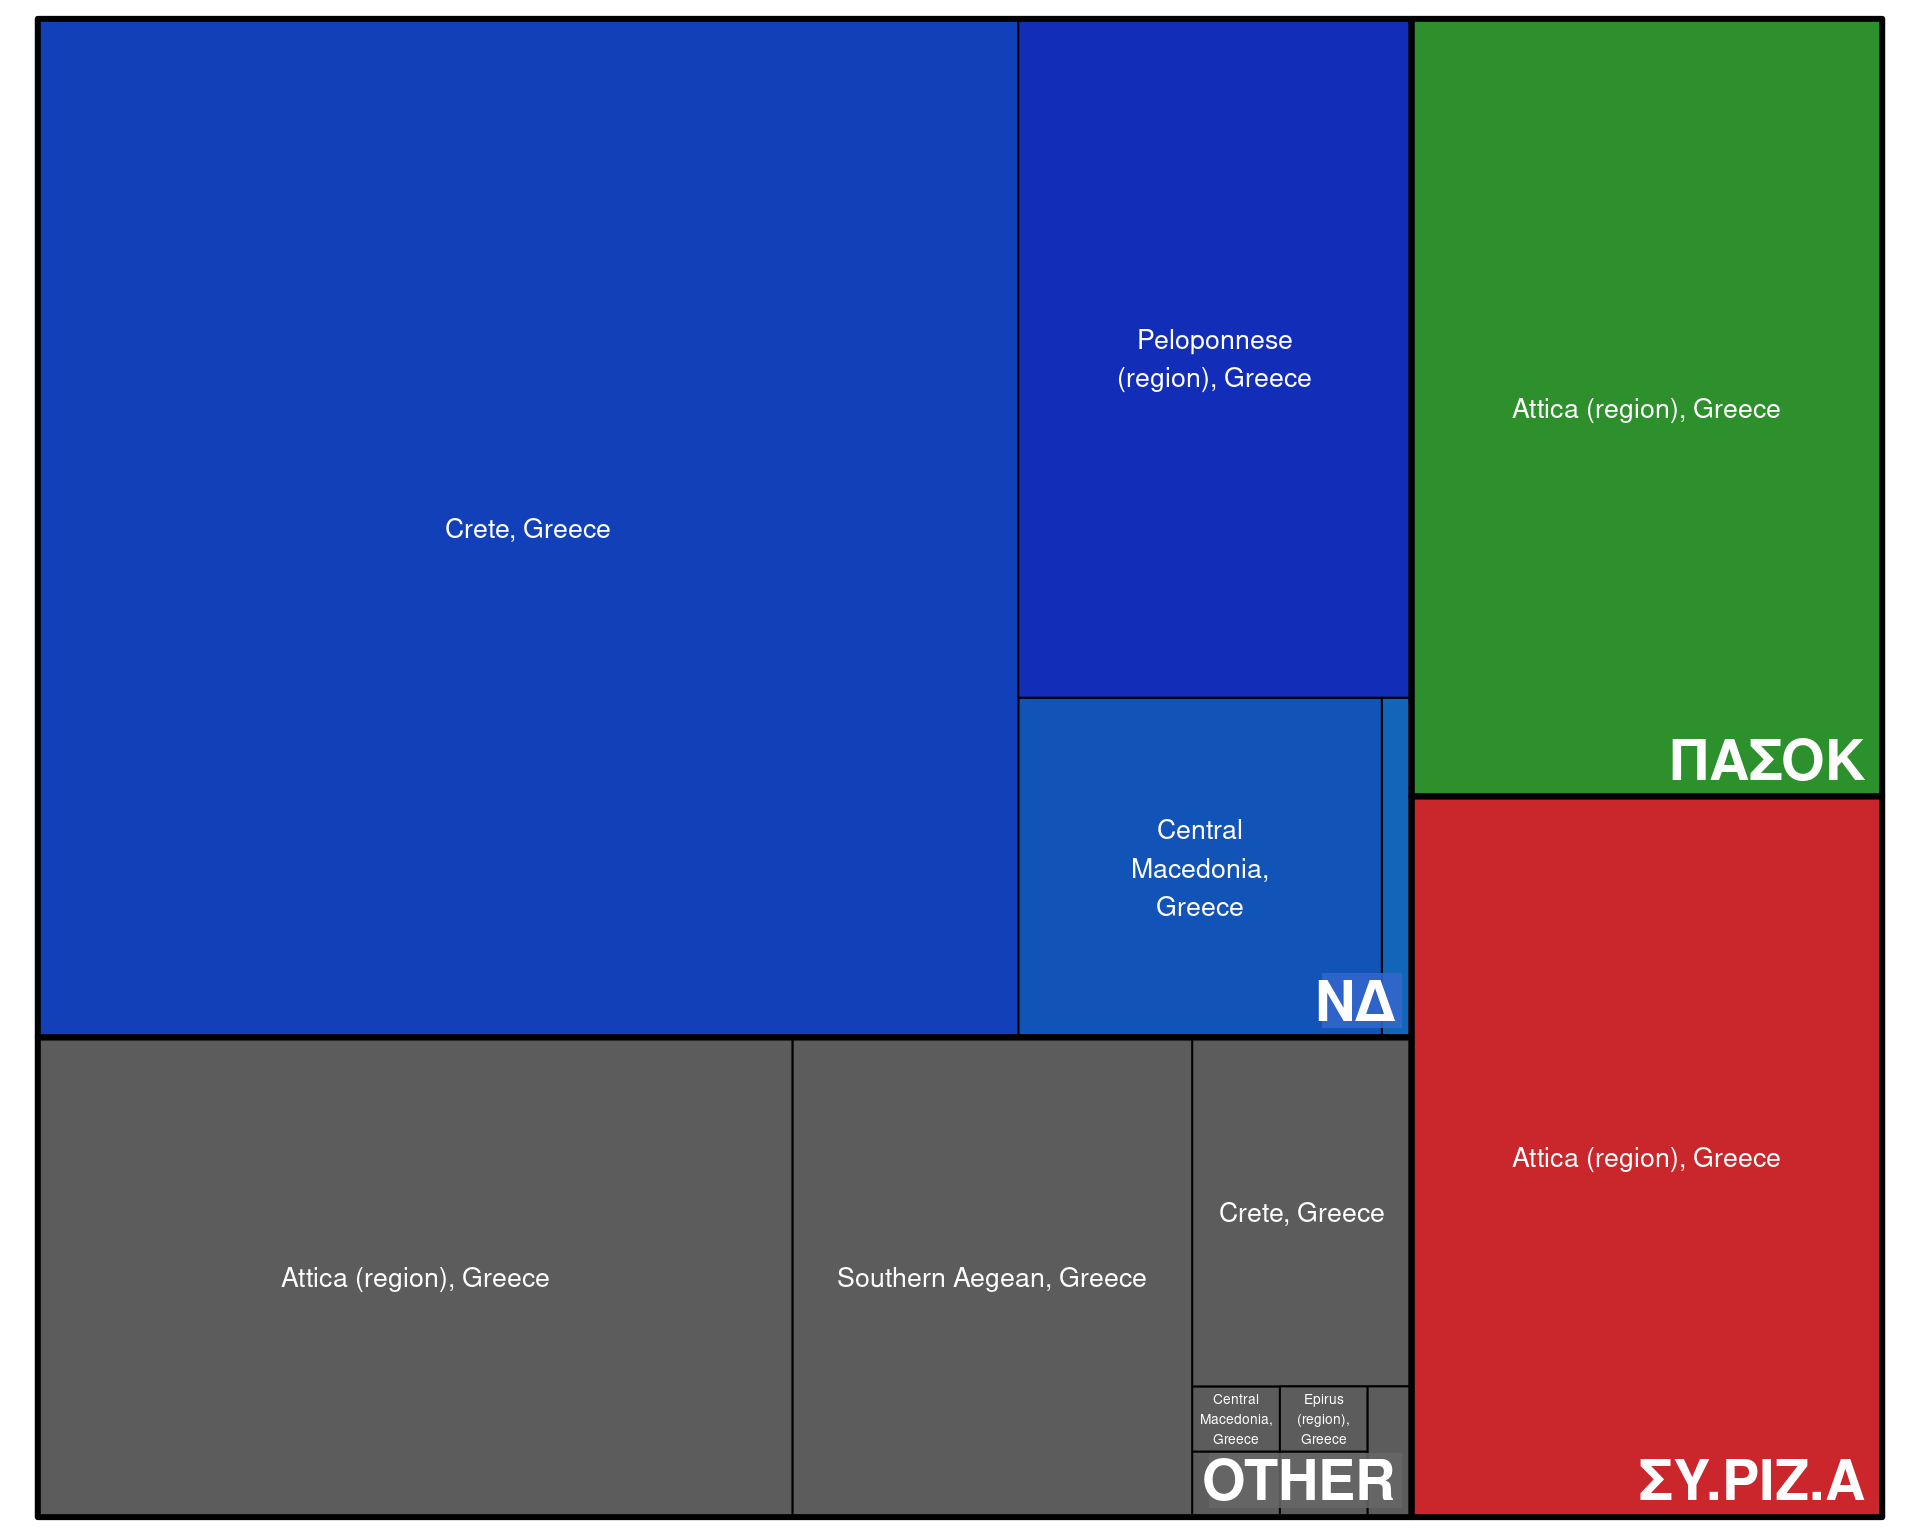 Crete, Greece
Peloponnese
(region), Greece
Central
Macedonia,
Greece
ΝΔ
Attica (region), Greece
ΠΑΣΟΚ
Attica (region), Greece
ΣΥ.ΡΙΖ.Α
Attica (region), Greece
Southern Aegean, Greece
Crete, Greece
Central
Macedonia,
Greece
Epirus
(region),
Greece
OTHER